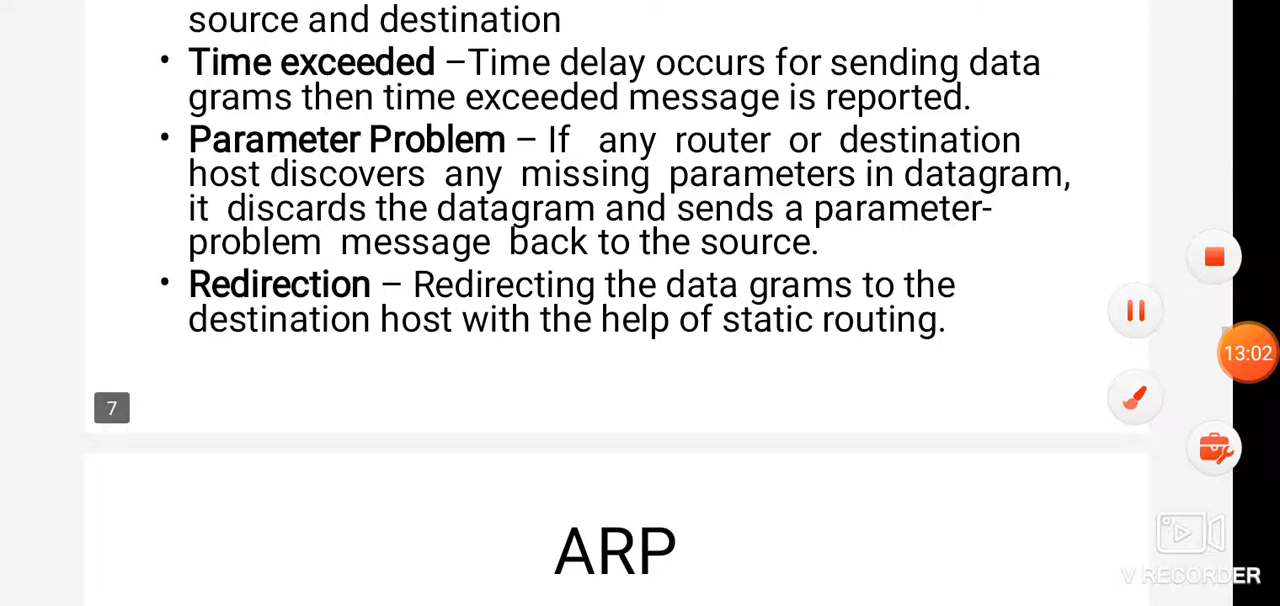 source and destination
• Time exceeded –Time delay occurs for sending data
grams then time exceeded message is reported.
• Parameter Problem – If any router or destination
host discovers any missing parameters in datagram,
it discards the datagram and sends a parameter-
problem message back to the source.
• Redirection – Redirecting the data grams to the
destination host with the help of static routing.
13:02
7
ARP
V RECORDER